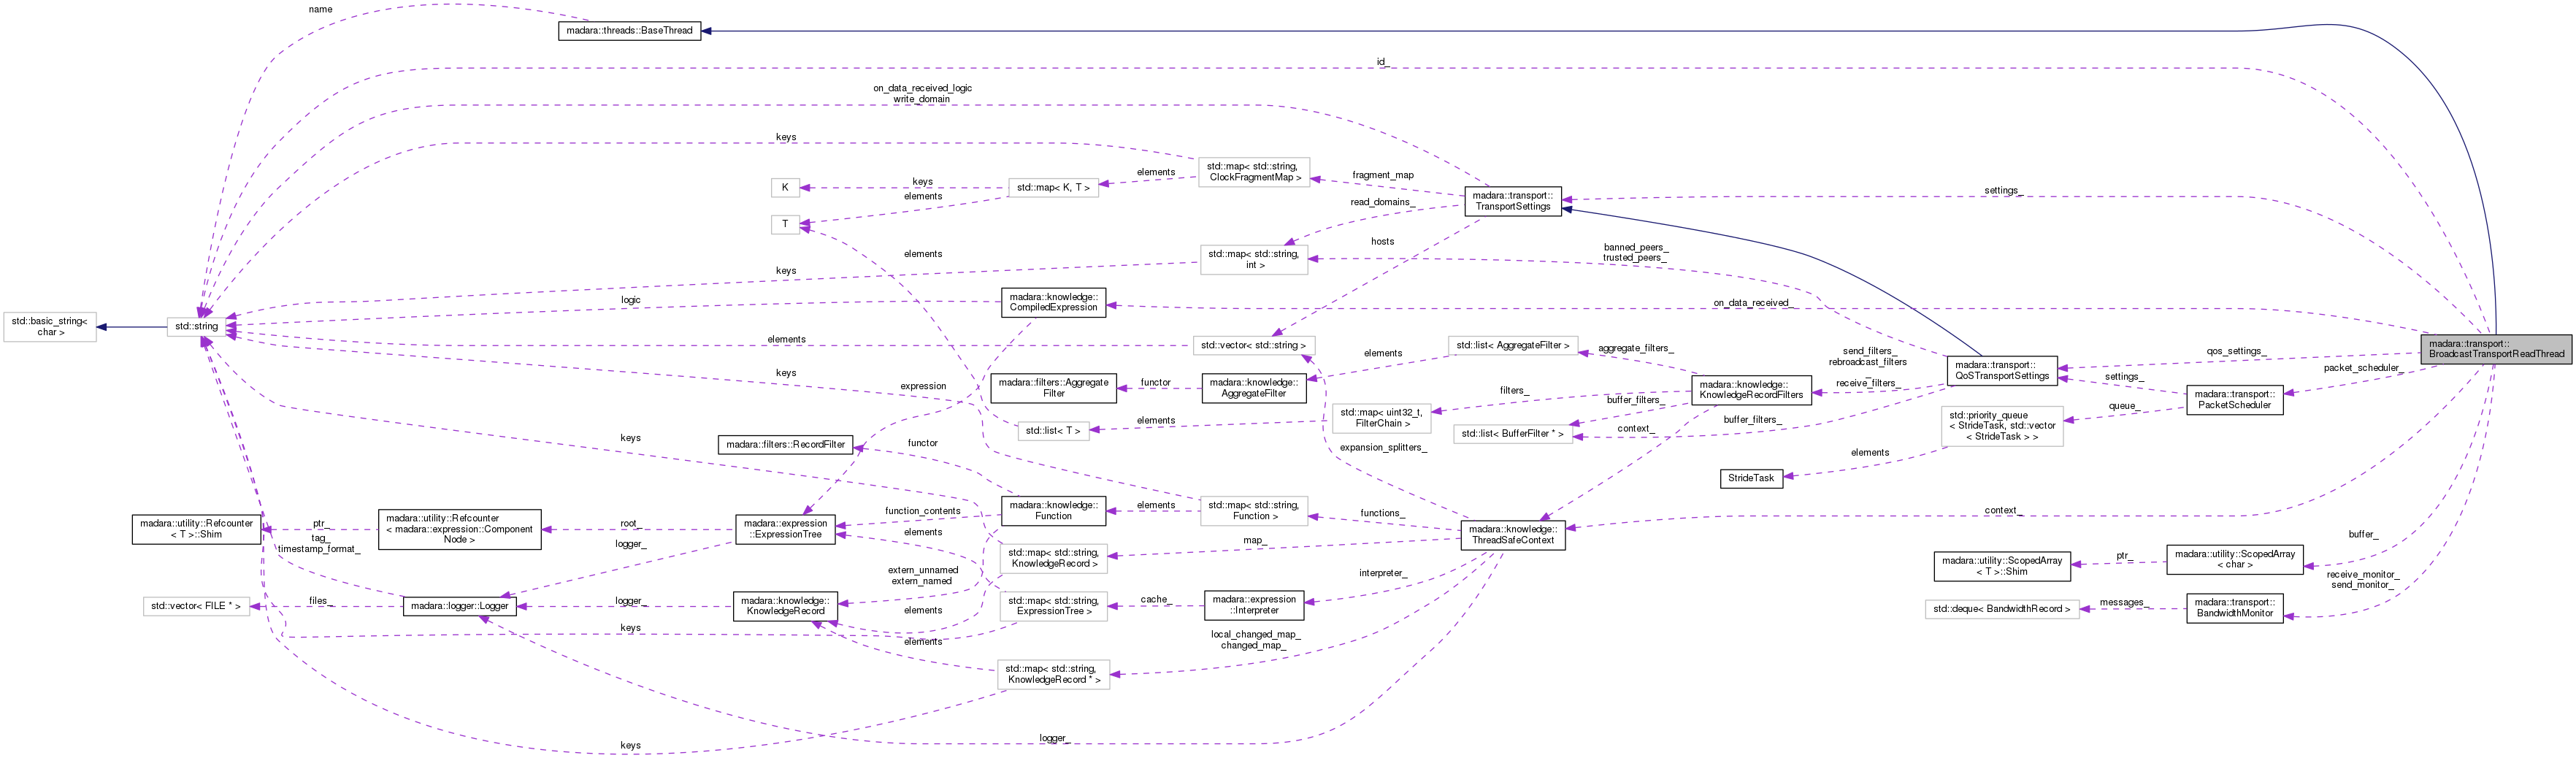 name
madara::threads::BaseThread
id_
on_data_received_logic
write_domain
keys
std::map< std::string,
ClockFragmentMap >
elements
fragment_map
K
keys
std::map< K, T >
elements
T
madara::transport::
TransportSettings
settings_
read_domains_
hosts
elements
keys
std::map< std::string,
int >
banned_peers_
trusted_peers_
logic
madara::knowledge::
CompiledExpression
on_data_received_
std::basic_string<
char >
std::string
elements
std::vector< std::string >
std::list< AggregateFilter >
aggregate_filters_
send_filters_
rebroadcast_filters
_
receive_filters_
madara::transport::
QoSTransportSettings
qos_settings_
madara::transport::
BroadcastTransportReadThread
keys
expression
madara::filters::Aggregate
Filter
functor
madara::knowledge::
AggregateFilter
elements
filters_
madara::knowledge::
KnowledgeRecordFilters
settings_
packet_scheduler_
madara::transport::
PacketScheduler
queue_
std::priority_queue
< StrideTask, std::vector
< StrideTask > >
buffer_filters_
std::map< uint32_t,
FilterChain >
elements
std::list< T >
std::list< BufferFilter * >
context_
buffer_filters_
keys
functor
madara::filters::RecordFilter
expansion_splitters_
elements
StrideTask
madara::utility::Refcounter
< T >::Shim
ptr_
madara::utility::Refcounter
< madara::expression::Component
Node >
root_
madara::expression
::ExpressionTree
function_contents
madara::knowledge::
Function
elements
std::map< std::string,
Function >
functions_
madara::knowledge::
ThreadSafeContext
context_
tag_
timestamp_format_
logger_
elements
std::map< std::string,
KnowledgeRecord >
map_
buffer_
madara::utility::ScopedArray
< T >::Shim
ptr_
madara::utility::ScopedArray
< char >
extern_unnamed
extern_named
interpreter_
receive_monitor_
send_monitor_
std::vector< FILE * >
files_
madara::logger::Logger
logger_
madara::knowledge::
KnowledgeRecord
elements
std::map< std::string,
ExpressionTree >
cache_
madara::expression
::Interpreter
std::deque< BandwidthRecord >
messages_
madara::transport::
BandwidthMonitor
keys
elements
local_changed_map_
changed_map_
std::map< std::string,
KnowledgeRecord * >
keys
logger_